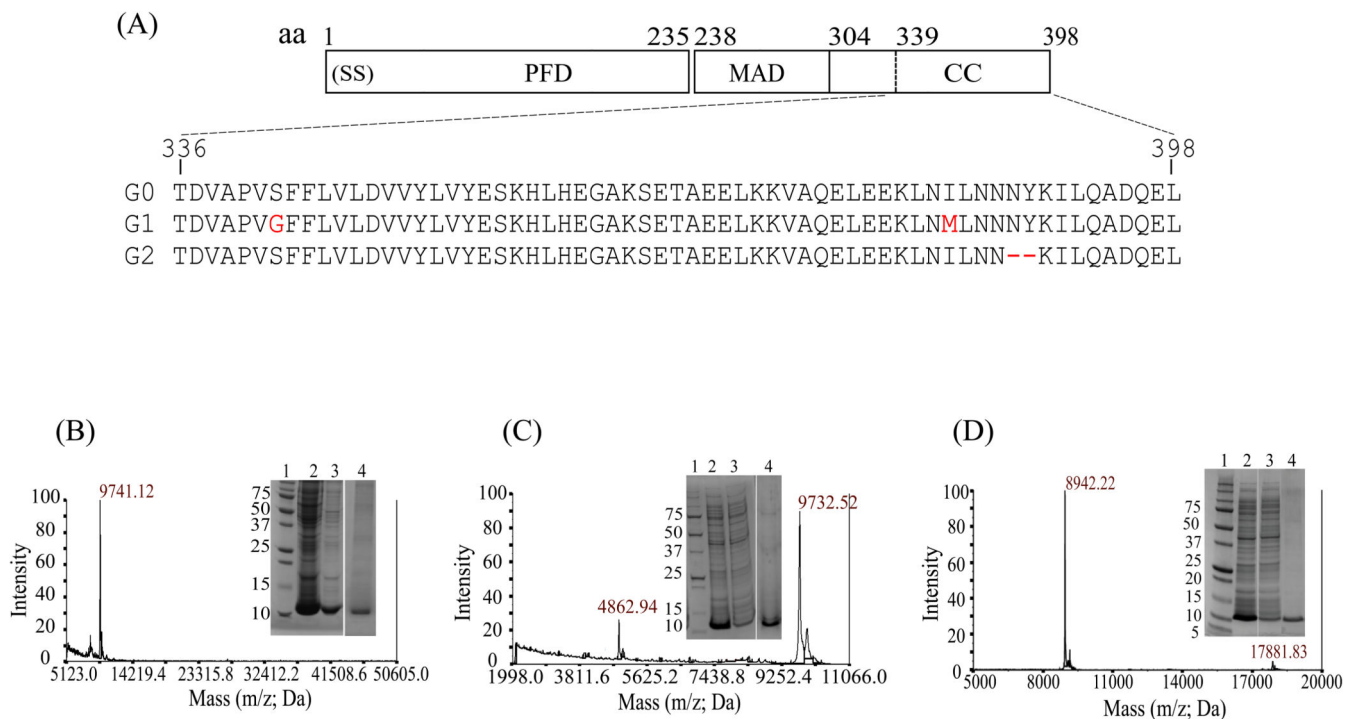 (A)
aa 1 235 238 304 339 398
(SS) PFD MAD CC
336 398
G0 TDVAPVSFFLVLDVVYLVYESKHLHEGAKSETAEELKKVAQELEEKLNILNNNYKILQADQEL
G1 TDVAPVGFFLVLDVVYLVYESKHLHEGAKSETAEELKKVAQELEEKLNMLNNNYKILQADQEL
G2 TDVAPVSFFLVLDVVYLVYESKHLHEGAKSETAEELKKVAQELEEKLNILNN--KILQADQEL
(B)
9741.12
100
80
60
40
20
0
Intensity
5123.0 14219.4 23315.8 32412.2 41508.6 50605.0
Mass (m/z; Da)
1 2 3 4
75
50
37
25
15
10
(C)
9732.52
4862.94
100
80
60
40
20
0
Intensity
1998.0 3811.6 5625.2 7438.8 9252.4 11066.0
Mass (m/z; Da)
1 2 3 4
75
50
37
25
15
10
(D)
8942.22
17881.83
100
80
60
40
20
0
Intensity
5000 8000 11000 14000 17000 20000
Mass (m/z; Da)
1 2 3 4
75
50
37
25
20
15
10
5